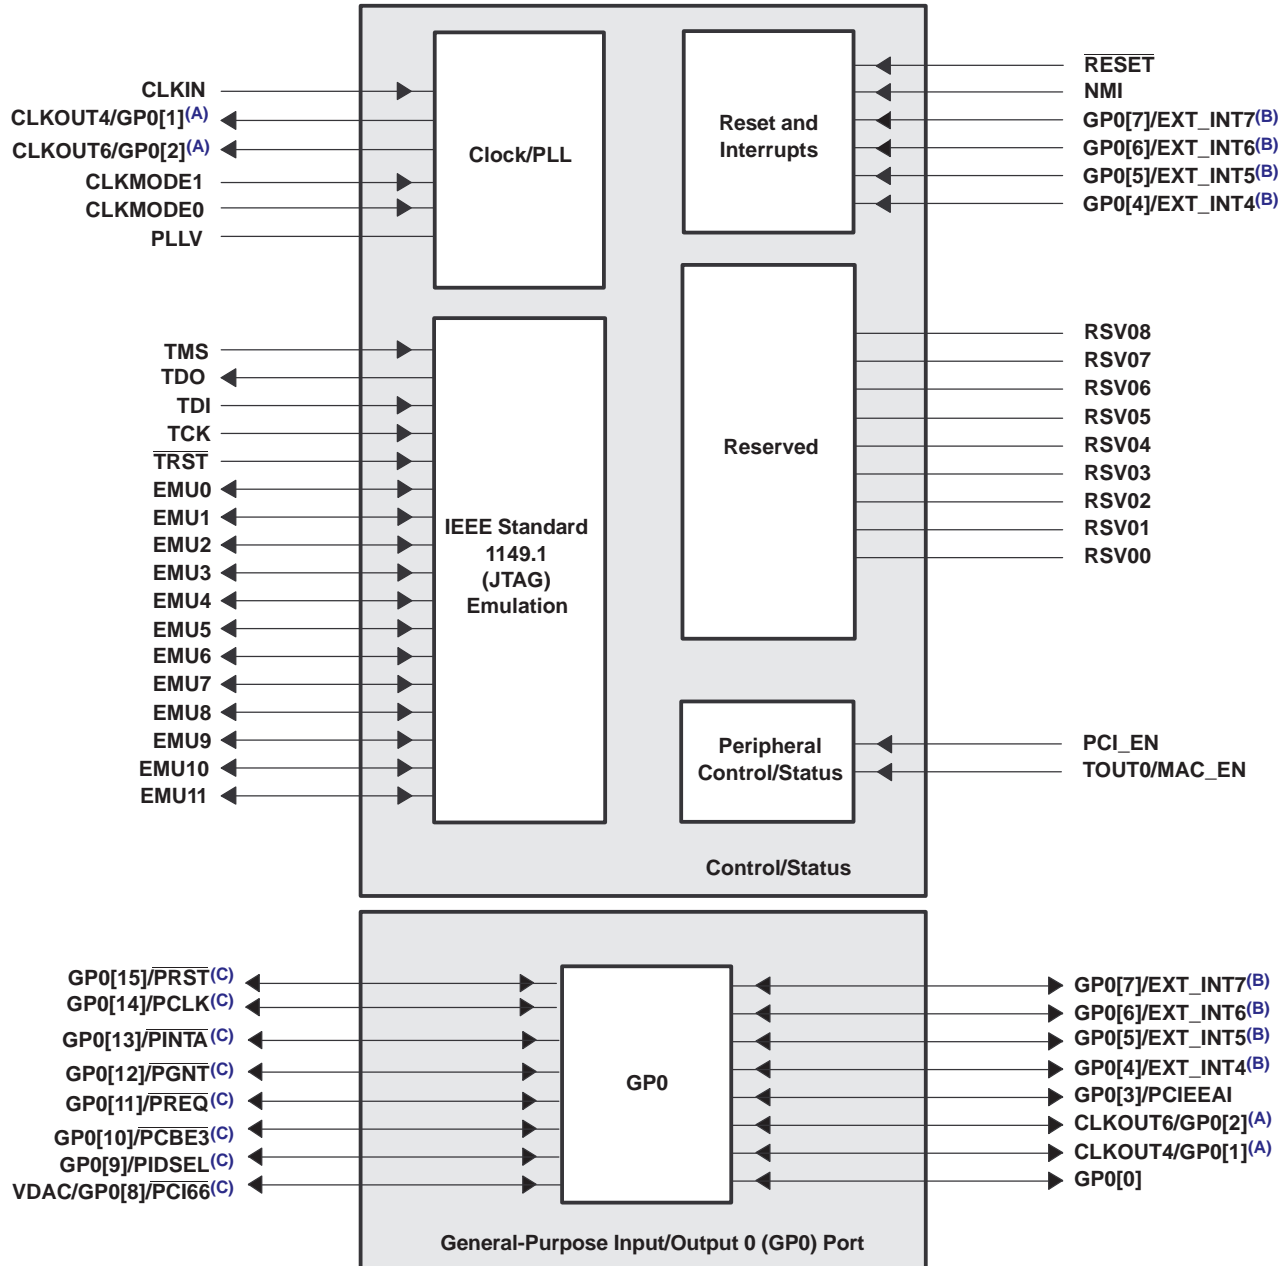 CLKIN
CLKOUT4/GP0[1](A)
CLKOUT6/GP0[2](A)
CLKMODE1
CLKMODE0
PLLV
Clock/PLL
Reset and
Interrupts
RESET
NMI
GP0[7]/EXT_INT7(B)
GP0[6]/EXT_INT6(B)
GP0[5]/EXT_INT5(B)
GP0[4]/EXT_INT4(B)
TMS
TDO
TDI
TCK
TRST
EMU0
EMU1
EMU2
EMU3
EMU4
EMU5
EMU6
EMU7
EMU8
EMU9
EMU10
EMU11
IEEE Standard
1149.1
(JTAG)
Emulation
Reserved
RSV08
RSV07
RSV06
RSV05
RSV04
RSV03
RSV02
RSV01
RSV00
Peripheral
Control/Status
PCI_EN
TOUT0/MAC_EN
Control/Status
GP0[15]/PRST(C)
GP0[14]/PCLK(C)
GP0[13]/PINTA(C)
GP0[12]/PGNT(C)
GP0[11]/PREQ(C)
GP0[10]/PCBE3(C)
GP0[9]/PIDSEL(C)
VDAC/GP0[8]/PCI66(C)
GP0
GP0[7]/EXT_INT7(B)
GP0[6]/EXT_INT6(B)
GP0[5]/EXT_INT5(B)
GP0[4]/EXT_INT4(B)
GP0[3]/PCIEEAI
CLKOUT6/GP0[2](A)
CLKOUT4/GP0[1](A)
GP0[0]
General-Purpose Input/Output 0 (GP0) Port